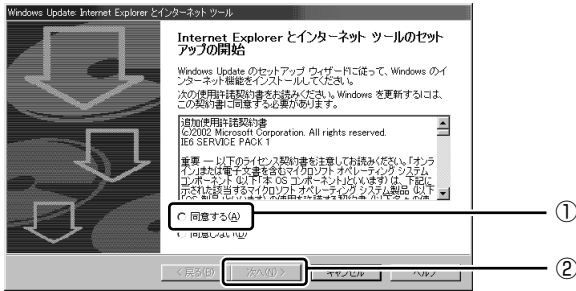 Windows Update: Internet Explorer とインターネット ツール
Internet Explorer とインターネット ツールのセット
アップの開始
Windows Update のセットアップ ウィザードに従って、Windows のイ
ンターネット機能をインストールしてください。
次の使用許諾契約書をお読みください。Windows を更新するには、
この契約書に同意する必要があります。
追加使用許諾契約書
(c)2002 Microsoft Corporation. All rights reserved.
IE6 SERVICE PACK 1
重要 ― 以下のライセンス契約書を注意してお読みください。「オンラ
イン」または電子文書を含むマイクロソフト オペレーティング システム
コンポーネント (以下「本 OS コンポーネント」といいます) は、下記に
示された該当するマイクロソフト オペレーティング システム製品 (以下
同意する(A)
①
同意しない(D)
< 戻る(B)
次へ(N) >
キャンセル
ヘルプ
②